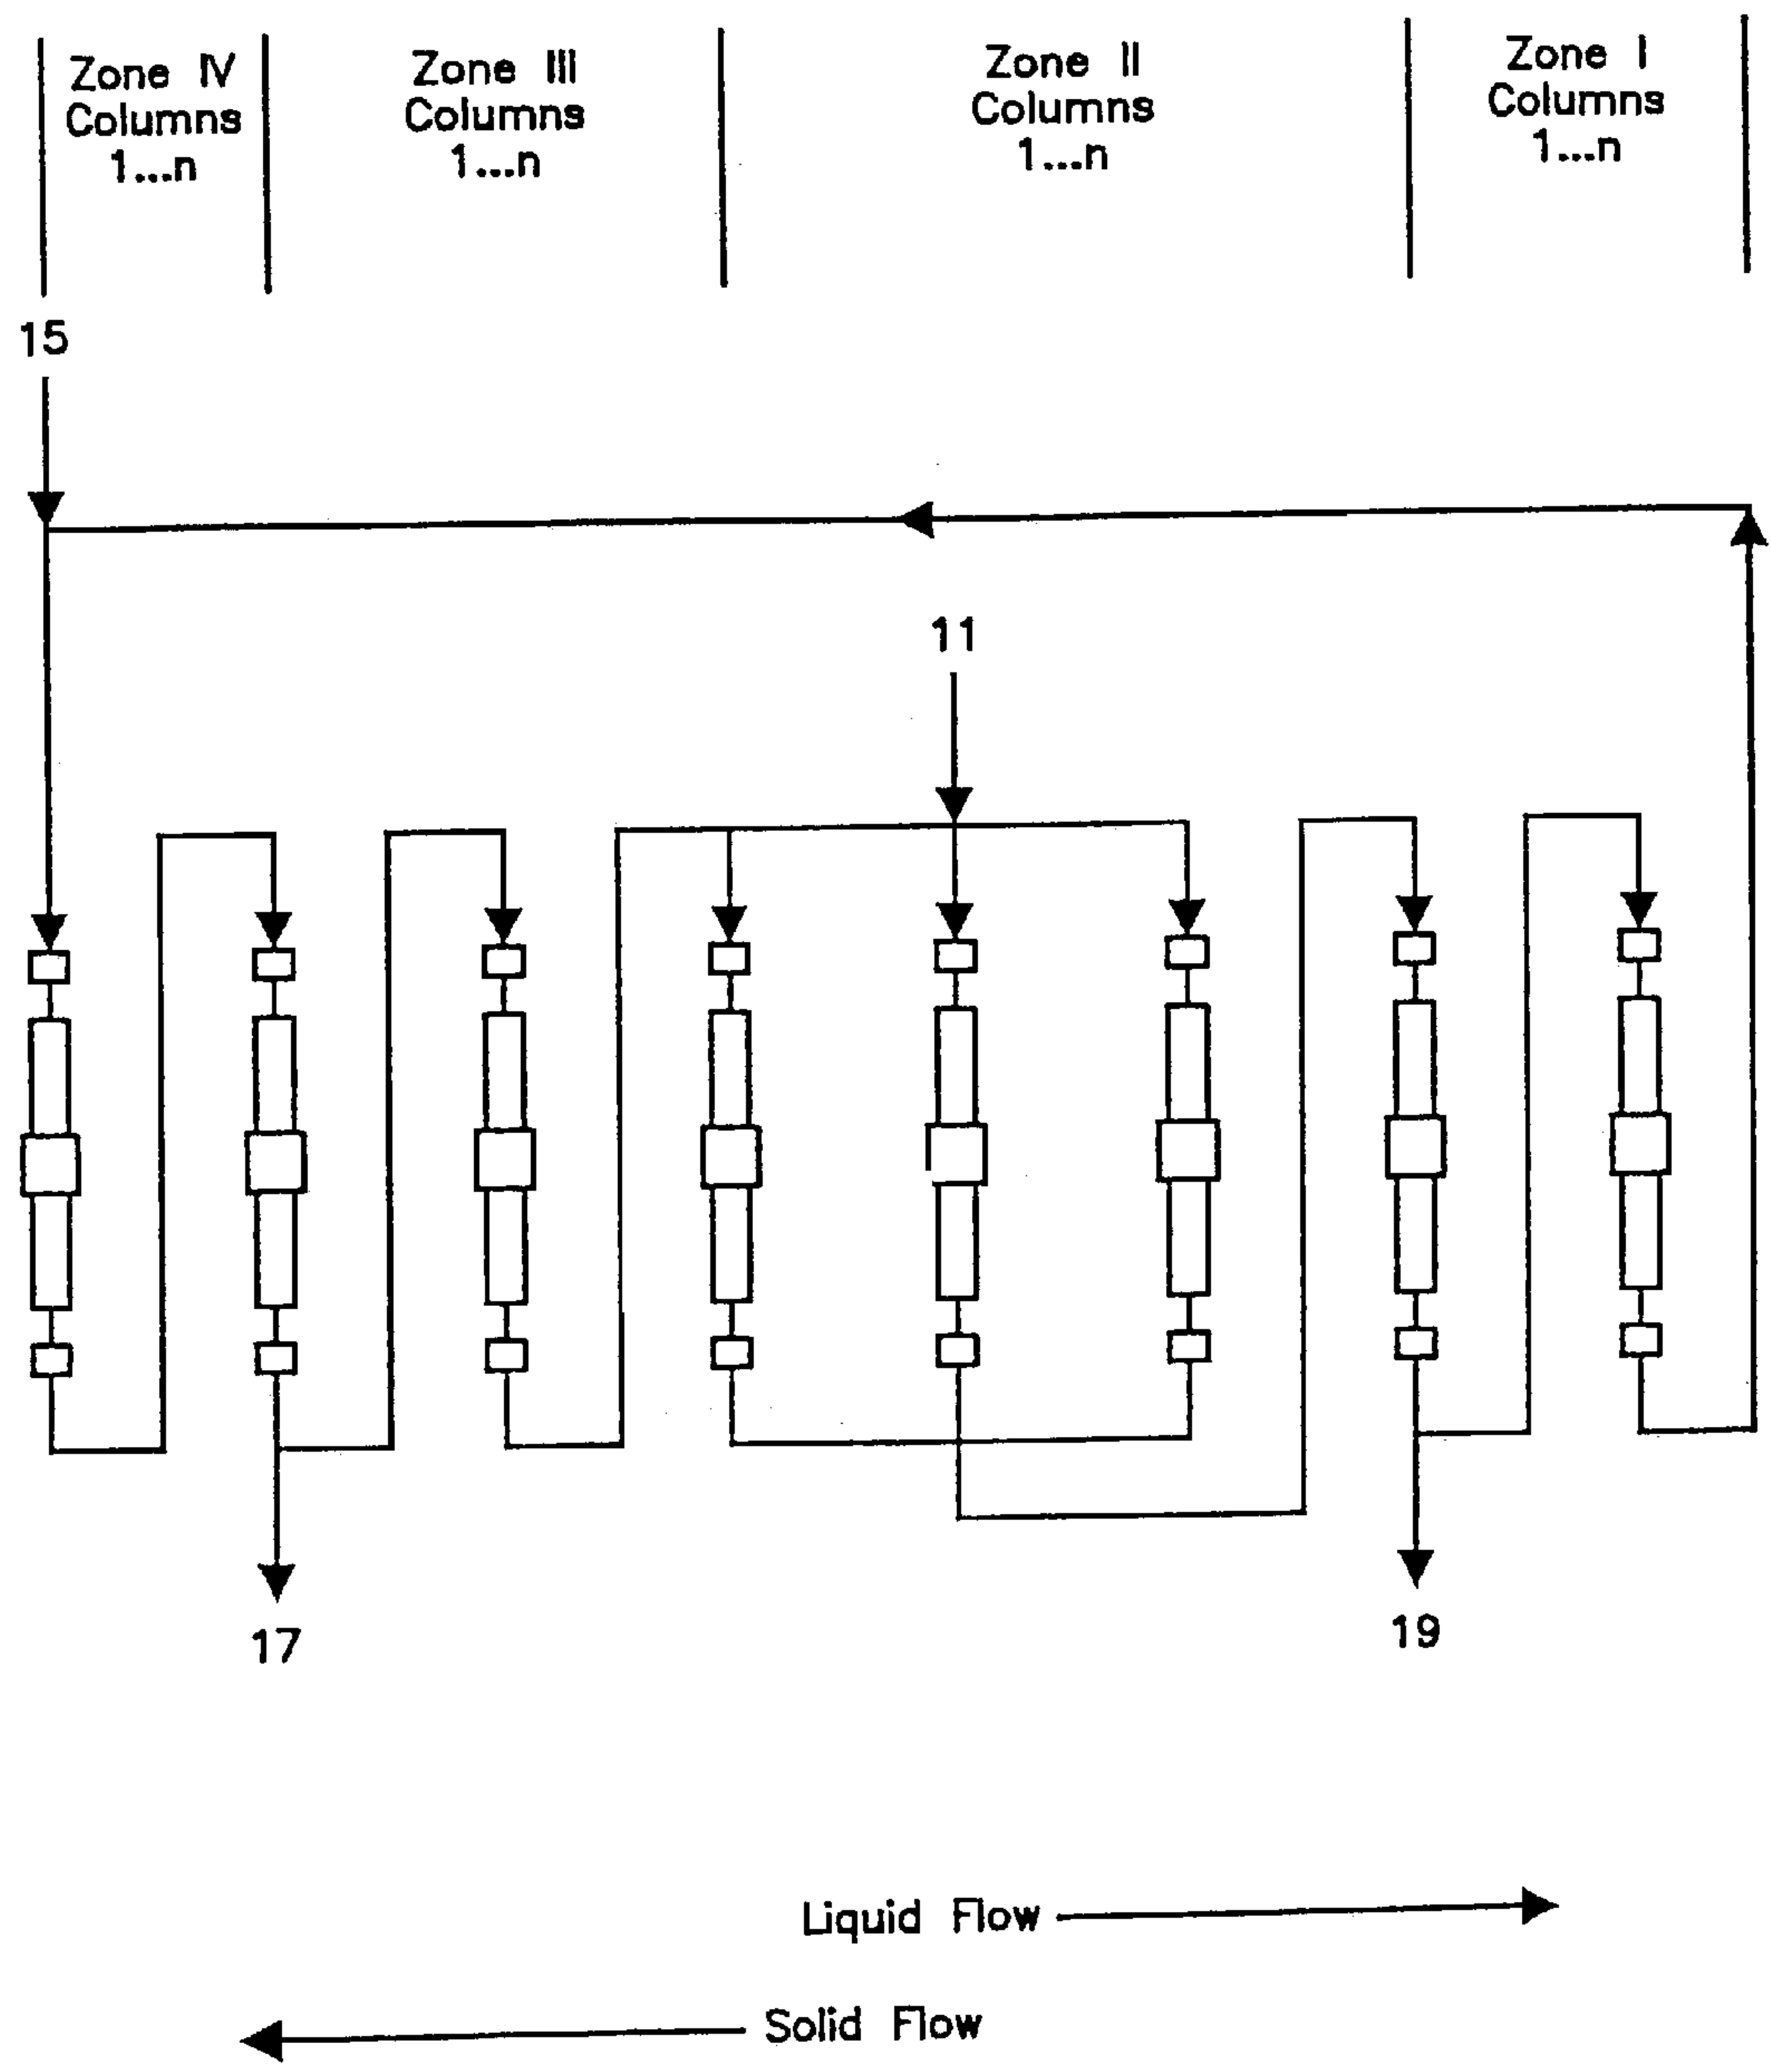 Zone IV
Columns
1...n
Zone III
Columns
1...n
Zone II
Columns
1...n
Zone I
Columns
1...n
15
11
17
19
Liquid Flow
Solid Flow